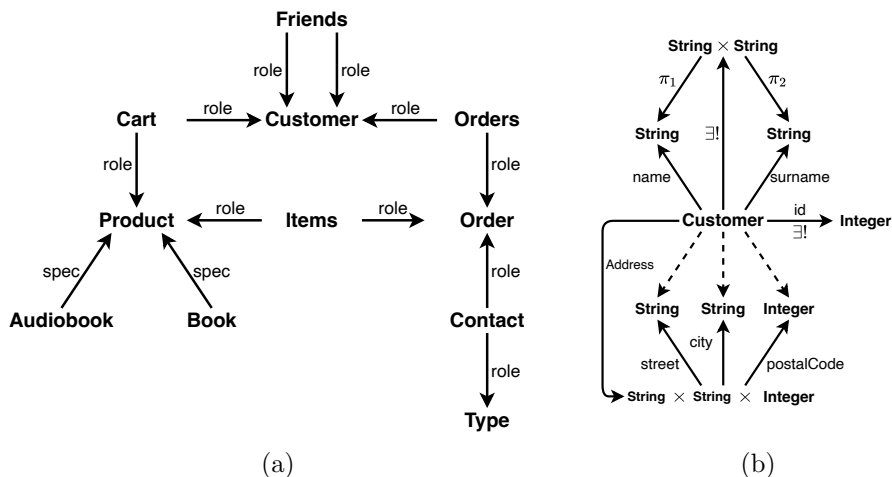 Friends
role role
Cart role Customer role Orders
role role
Product role Items role Order
spec spec role
Audiobook Book Contact
role
Type
(a)
String × String
π₁ π₂
String ∃! String
name surname
Customer id Integer
∃!
Address
String String Integer
city
street postalCode
String × String × Integer
(b)